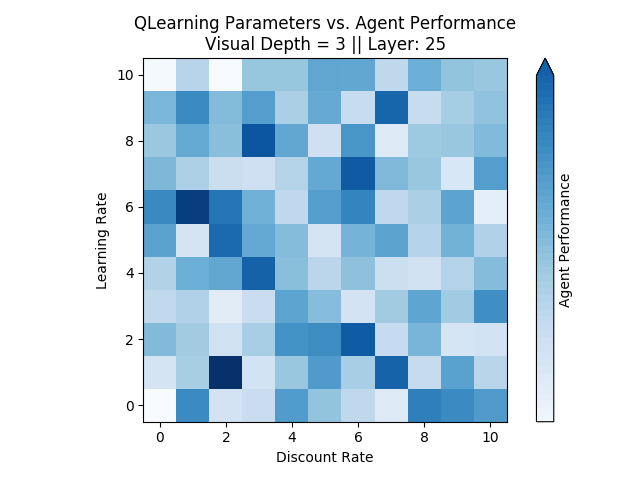 QLearning Parameters vs. Agent Performance
Visual Depth = 3 || Layer: 25
10
8
6
4
2
0
Learning Rate
0 2 4 6 8 10
Discount Rate
Agent Performance